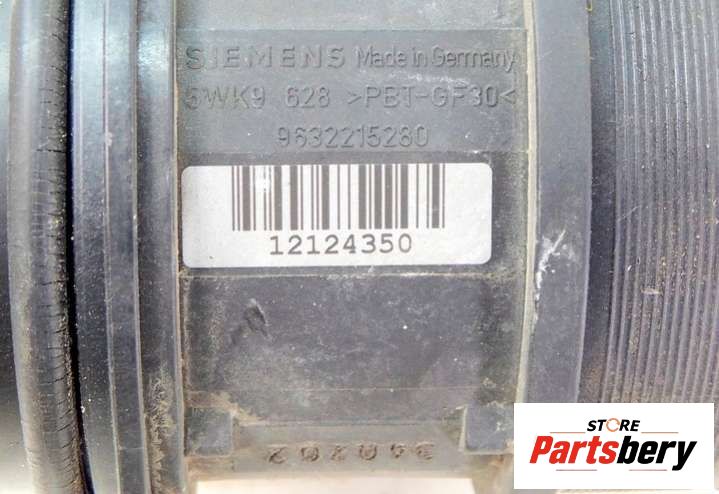 SIEMENS Made in Germany
5WK9 628 >PBT-GF30<
9632215280
12124350
STORE
Partsbery